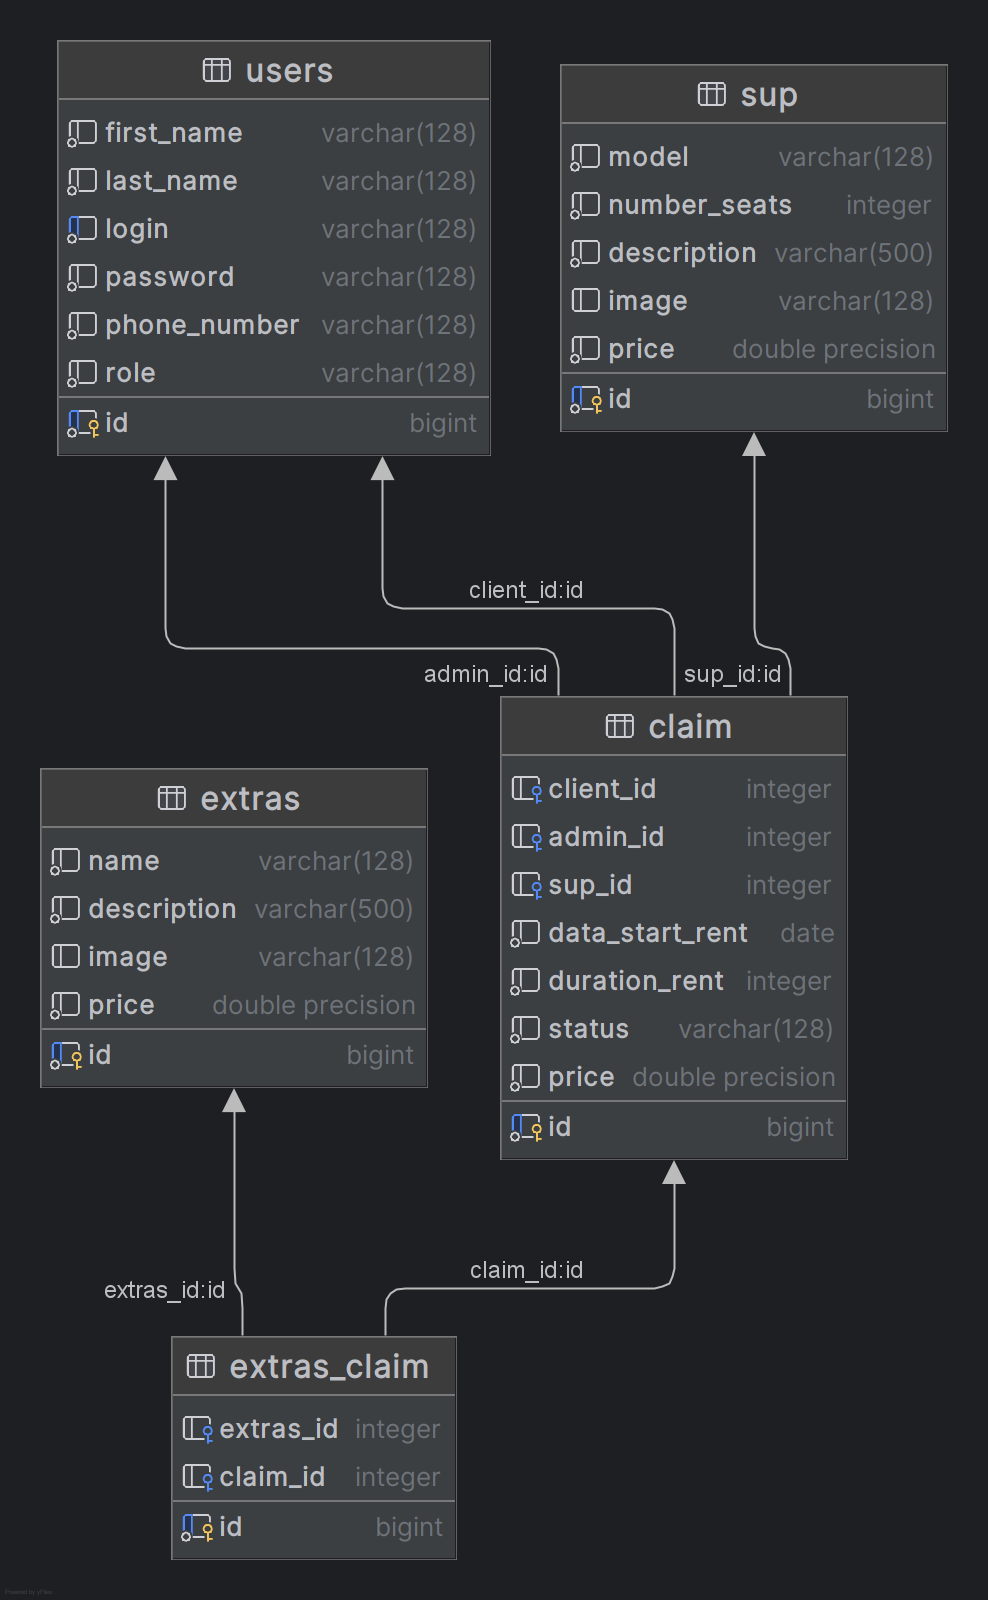 users
first_name varchar(128)
last_name varchar(128)
login varchar(128)
password varchar(128)
phone_number varchar(128)
role varchar(128)
id bigint
sup
model varchar(128)
number_seats integer
description varchar(500)
image varchar(128)
price double precision
id bigint
client_id:id
admin_id:id
sup_id:id
claim
client_id integer
admin_id integer
sup_id integer
data_start_rent date
duration_rent integer
status varchar(128)
price double precision
id bigint
extras
name varchar(128)
description varchar(500)
image varchar(128)
price double precision
id bigint
claim_id:id
extras_id:id
extras_claim
extras_id integer
claim_id integer
id bigint
Powered by yFiles